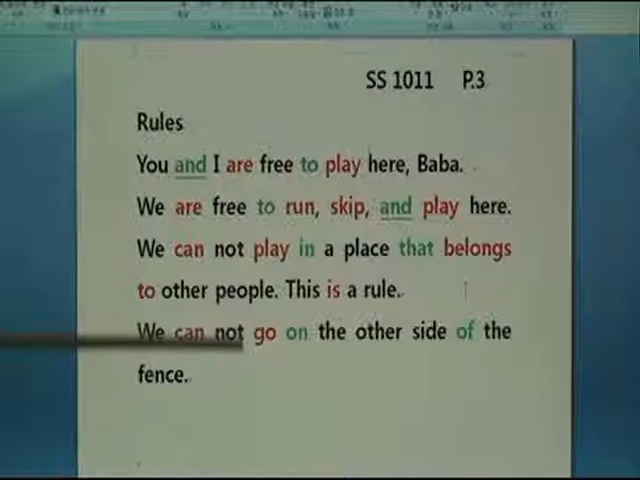 SS 1011 P.3
Rules
You and I are free to play here, Baba.
We are free to run, skip, and play here.
We can not play in a place that belongs
to other people. This is a rule.
We can not go on the other side of the
fence.